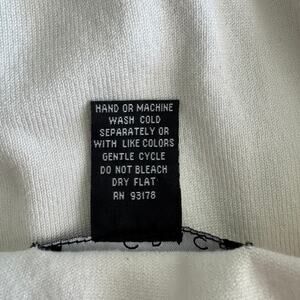 HAND OR MACHINE
WASH COLD
SEPARATELY OR
WITH LIKE COLORS
GENTLE CYCLE
DO NOT BLEACH
DRY FLAT
RN 93178